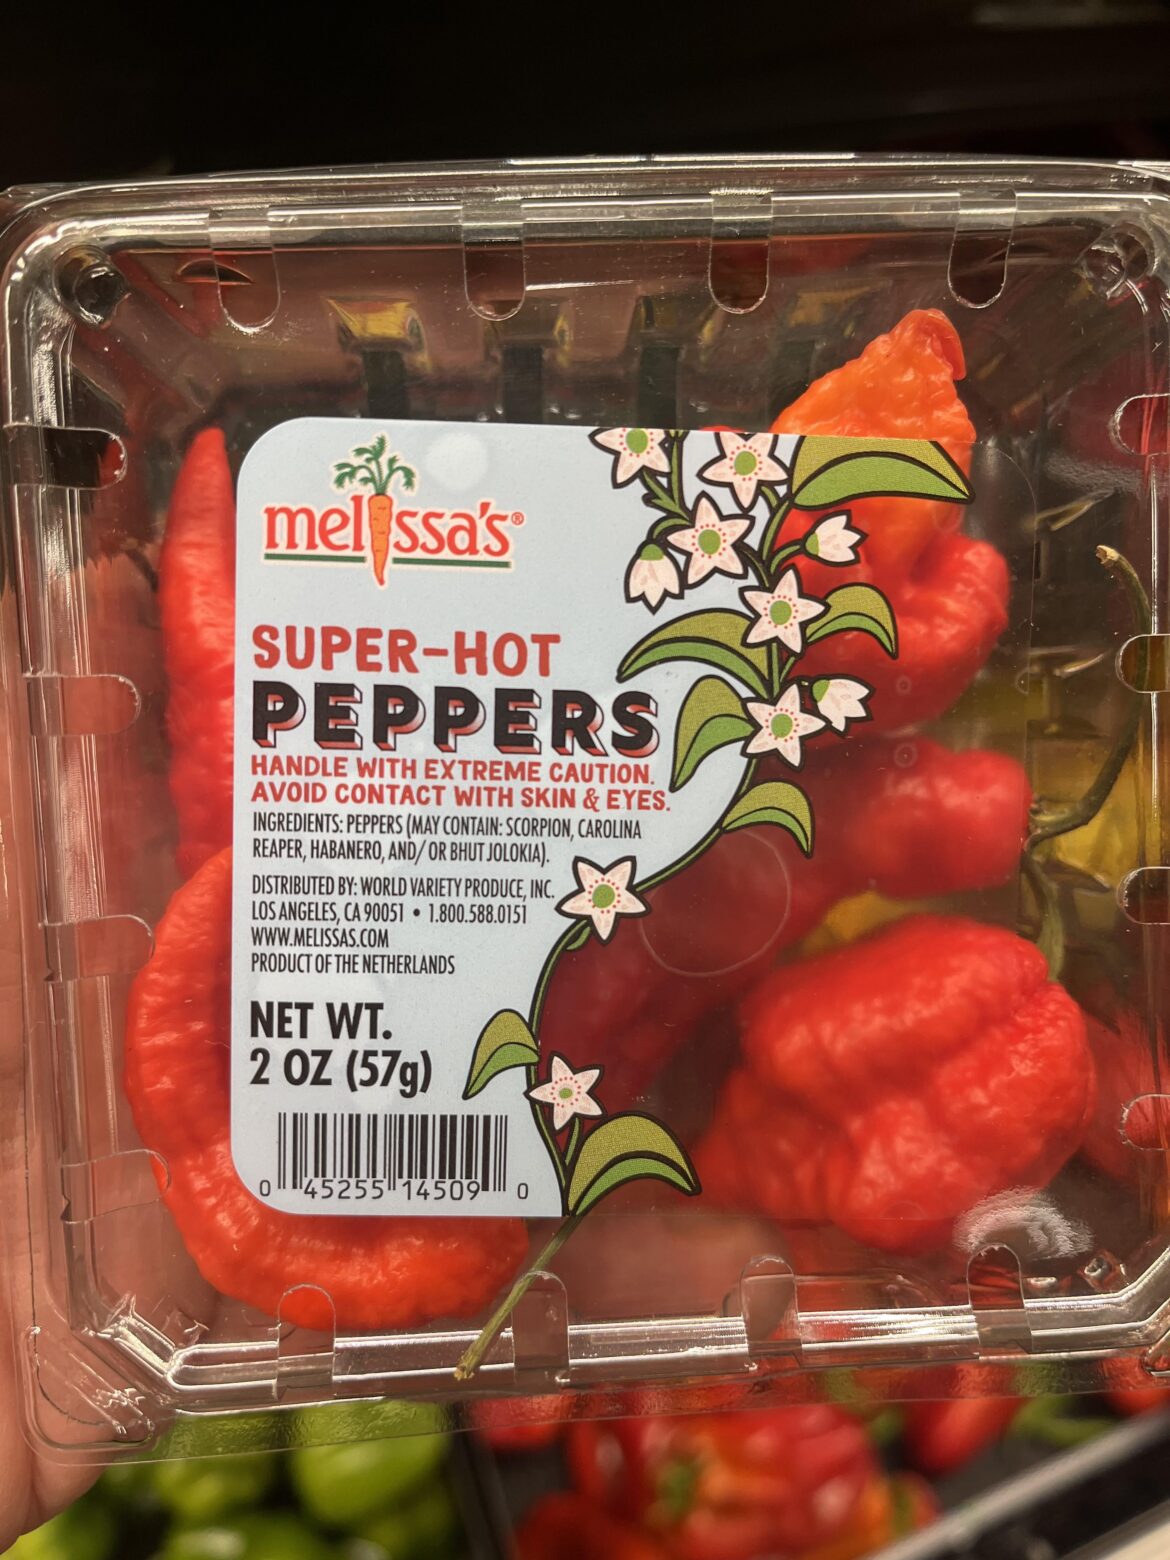 melissa's®
SUPER-HOT
PEPPERS
HANDLE WITH EXTREME CAUTION.
AVOID CONTACT WITH SKIN & EYES.
INGREDIENTS: PEPPERS (MAY CONTAIN: SCORPION, CAROLINA
REAPER, HABANERO, AND/ OR BHUT JOLOKIA).
DISTRIBUTED BY: WORLD VARIETY PRODUCE, INC.
LOS ANGELES, CA 90051 • 1.800.588.0151
WWW.MELISSAS.COM
PRODUCT OF THE NETHERLANDS
NET WT.
2 OZ (57g)
0 45255 14509 0